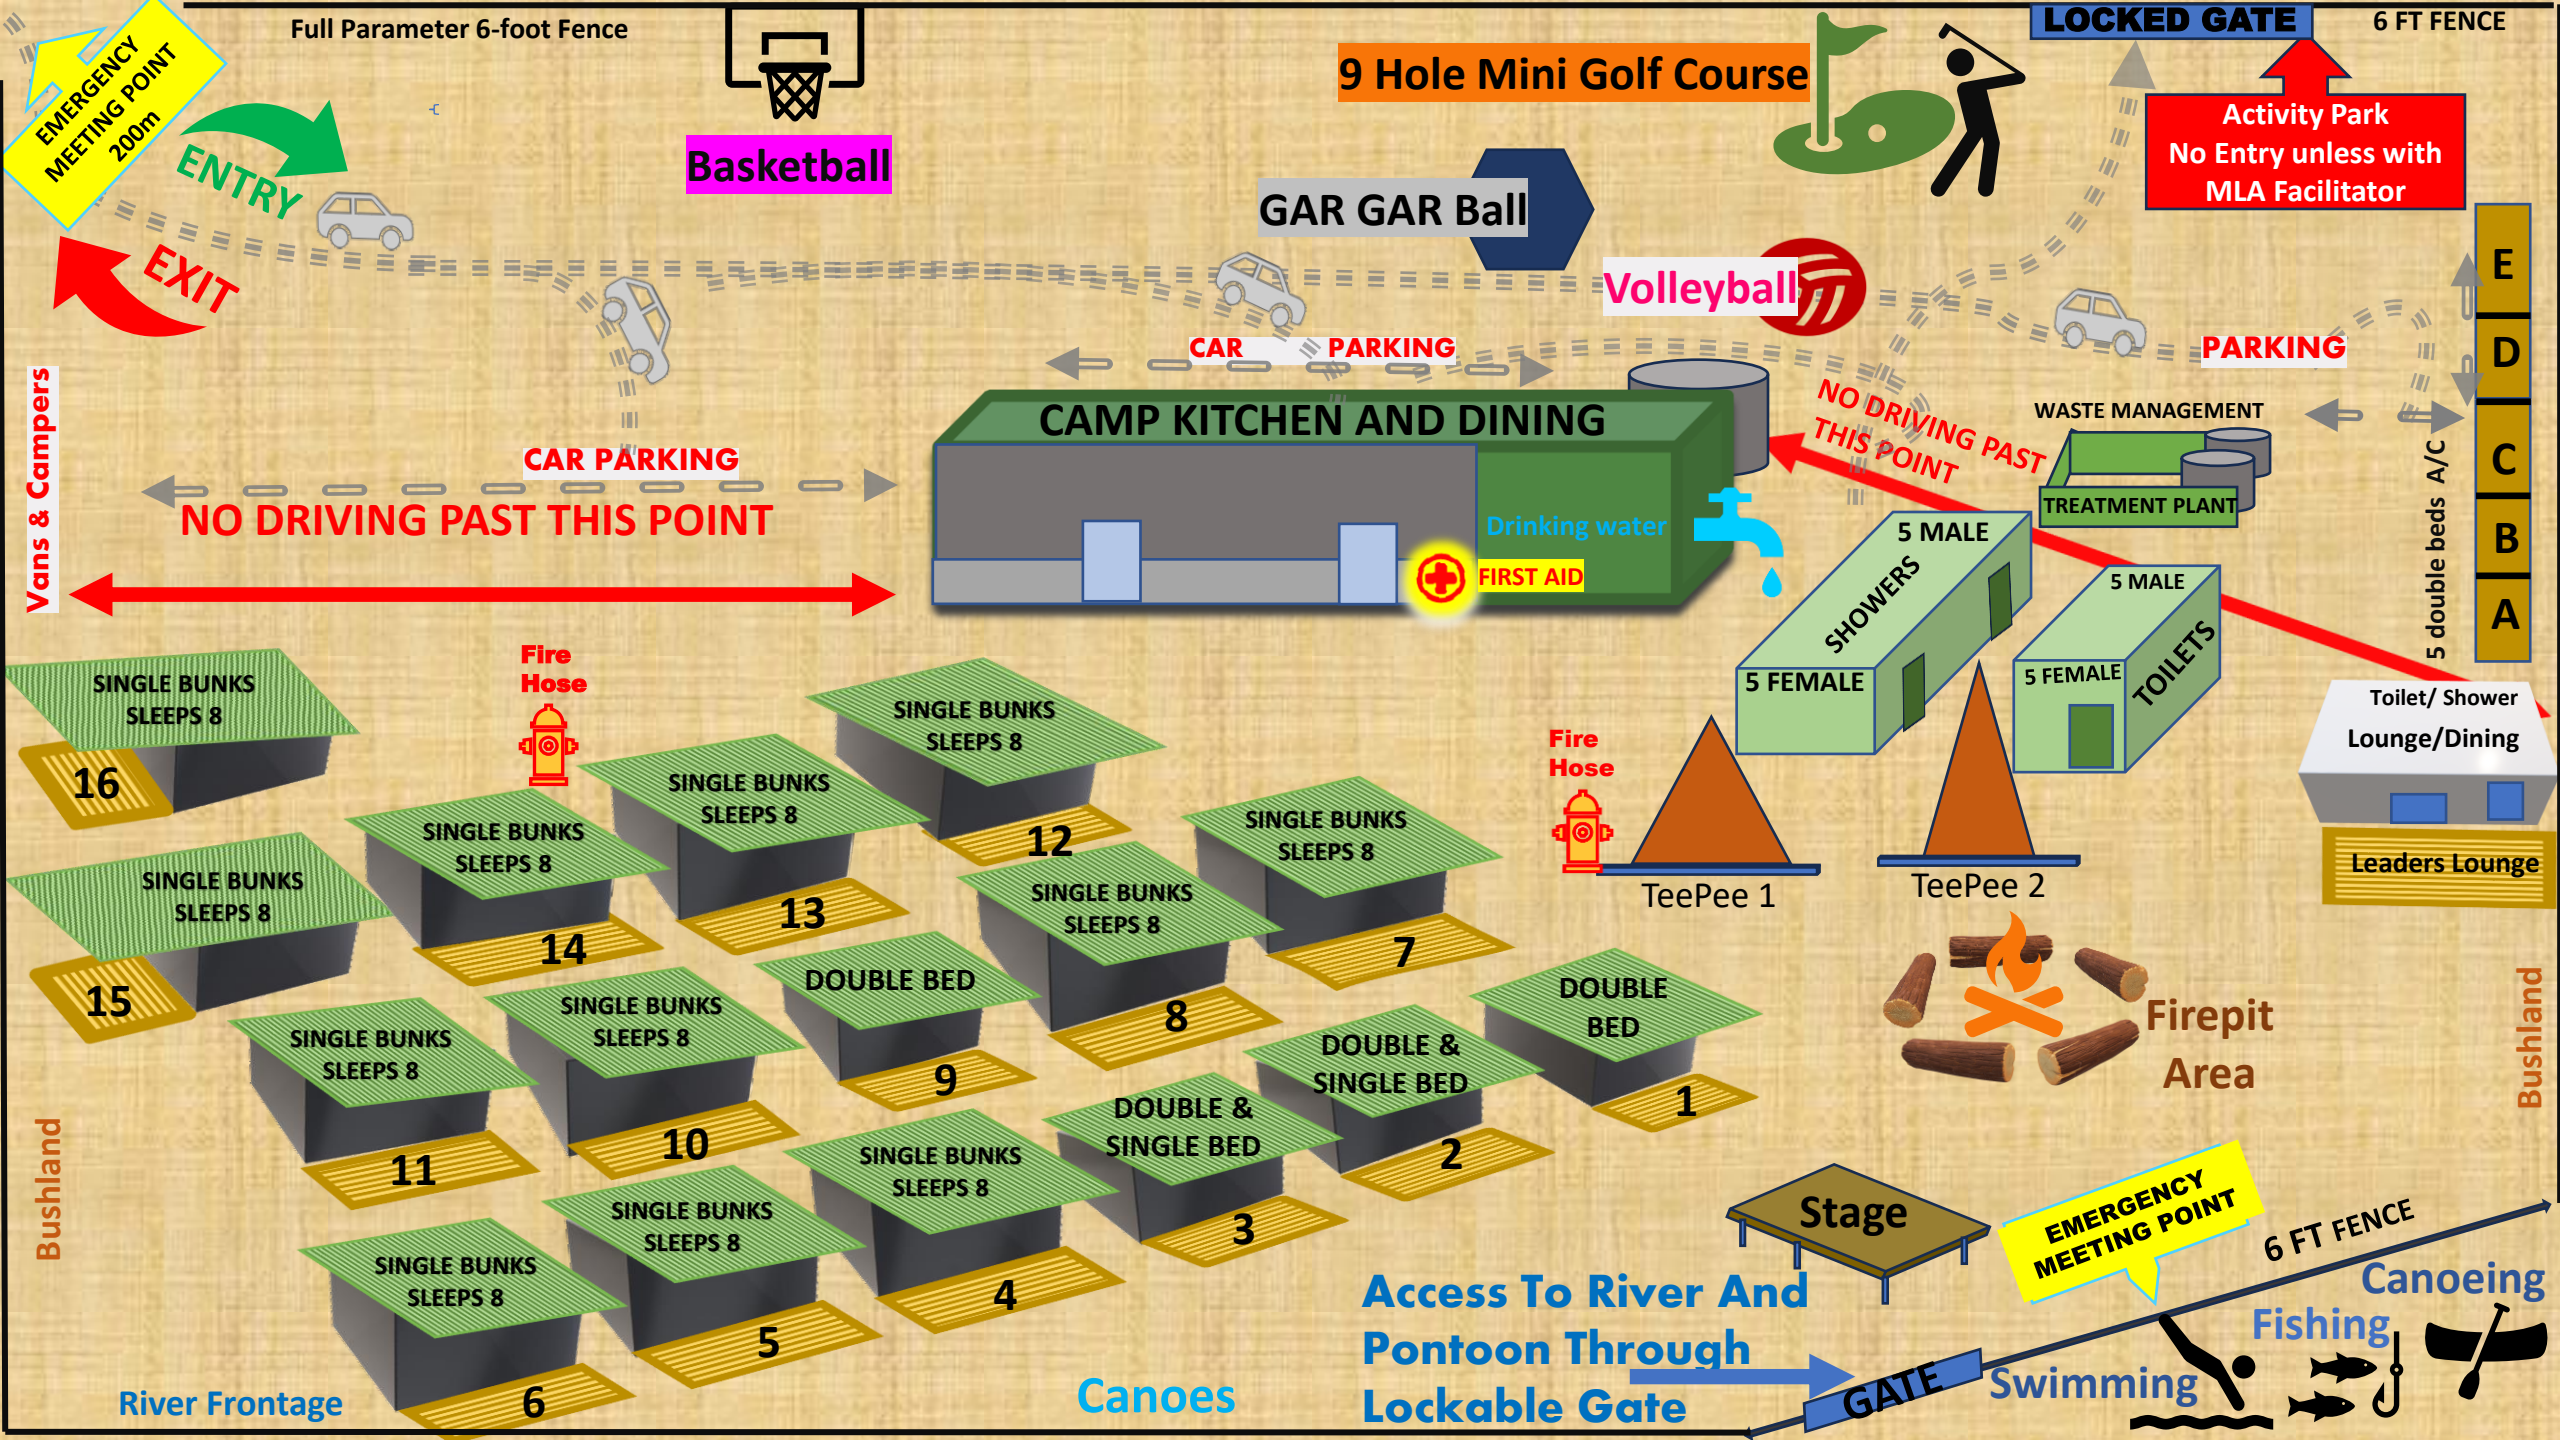 Full Parameter 6-foot Fence
LOCKED GATE
6 FT FENCE
EMERGENCY
MEETING POINT
200m
ENTRY
EXIT
Basketball
9 Hole Mini Golf Course
GAR GAR Ball
Volleyball
Activity Park
No Entry unless with
MLA Facilitator
CAR PARKING
PARKING
Vans & Campers
CAR PARKING
NO DRIVING PAST THIS POINT
CAMP KITCHEN AND DINING
Drinking water
FIRST AID
NO DRIVING PAST
THIS POINT
WASTE MANAGEMENT
TREATMENT PLANT
5 double beds A/C
E
D
C
B
A
5 MALE
SHOWERS
5 FEMALE
5 MALE
5 FEMALE
TOILETS
Toilet/ Shower
Lounge/Dining
Leaders Lounge
Fire
Hose
Fire
Hose
SINGLE BUNKS
SLEEPS 8
16
SINGLE BUNKS
SLEEPS 8
15
SINGLE BUNKS
SLEEPS 8
14
SINGLE BUNKS
SLEEPS 8
13
SINGLE BUNKS
SLEEPS 8
12
SINGLE BUNKS
SLEEPS 8
11
SINGLE BUNKS
SLEEPS 8
10
DOUBLE BED
9
SINGLE BUNKS
SLEEPS 8
8
SINGLE BUNKS
SLEEPS 8
7
SINGLE BUNKS
SLEEPS 8
6
SINGLE BUNKS
SLEEPS 8
5
SINGLE BUNKS
SLEEPS 8
4
DOUBLE &
SINGLE BED
3
DOUBLE &
SINGLE BED
2
DOUBLE
BED
1
TeePee 1
TeePee 2
Firepit
Area
Bushland
Bushland
Stage
EMERGENCY
MEETING POINT
6 FT FENCE
Canoeing
Fishing
Swimming
GATE
Access To River And
Pontoon Through
Lockable Gate
Canoes
River Frontage